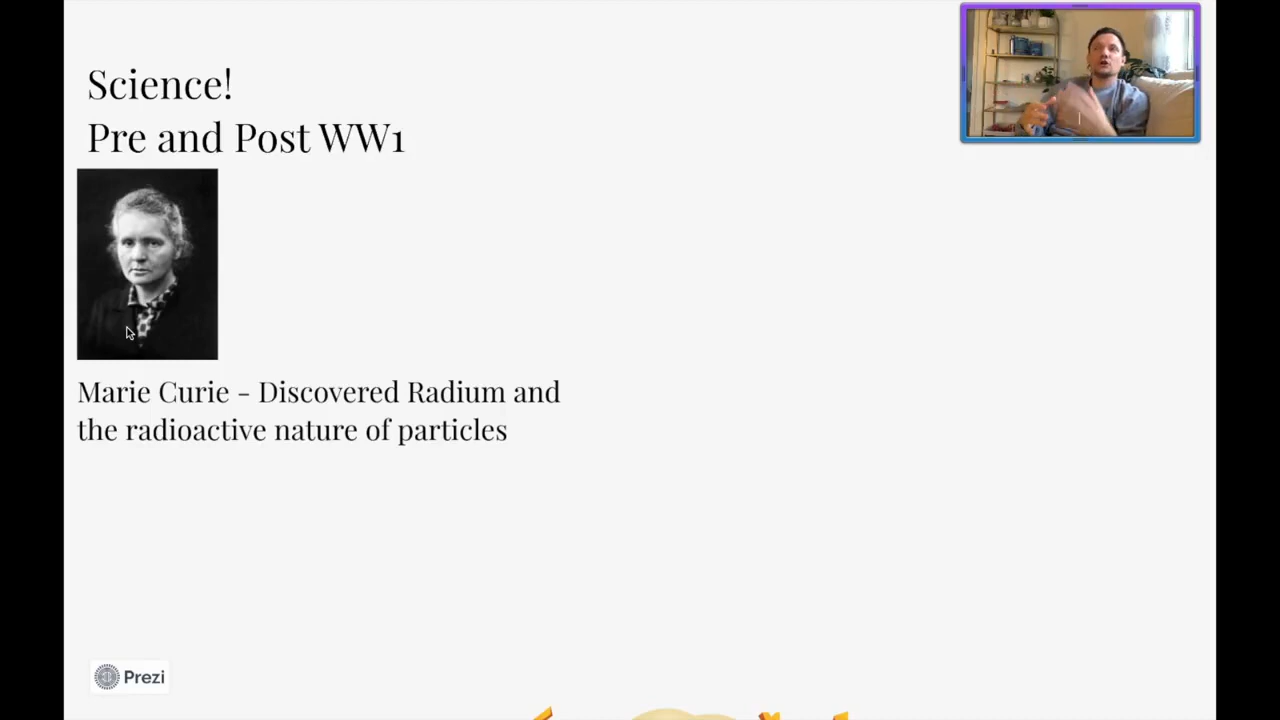 Science!
Pre and Post WW1
Marie Curie - Discovered Radium and
the radioactive nature of particles
Prezi